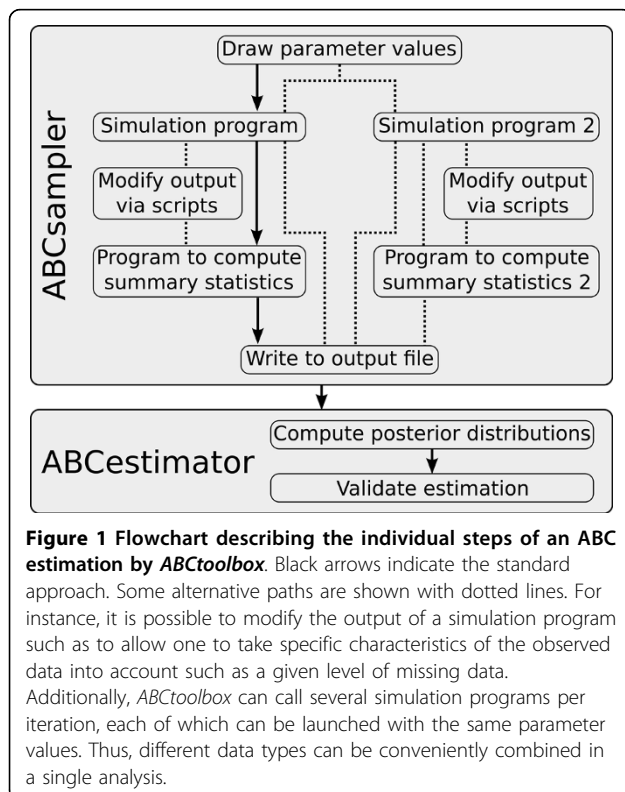 ABCsampler
Draw parameter values
Simulation program
Simulation program 2
Modify output
via scripts
Modify output
via scripts
Program to compute
summary statistics
Program to compute
summary statistics 2
Write to output file
ABCestimator
Compute posterior distributions
Validate estimation
Figure 1 Flowchart describing the individual steps of an ABC
estimation by ABCtoolbox. Black arrows indicate the standard
approach. Some alternative paths are shown with dotted lines. For
instance, it is possible to modify the output of a simulation program
such as to allow one to take specific characteristics of the observed
data into account such as a given level of missing data.
Additionally, ABCtoolbox can call several simulation programs per
iteration, each of which can be launched with the same parameter
values. Thus, different data types can be conveniently combined in
a single analysis.